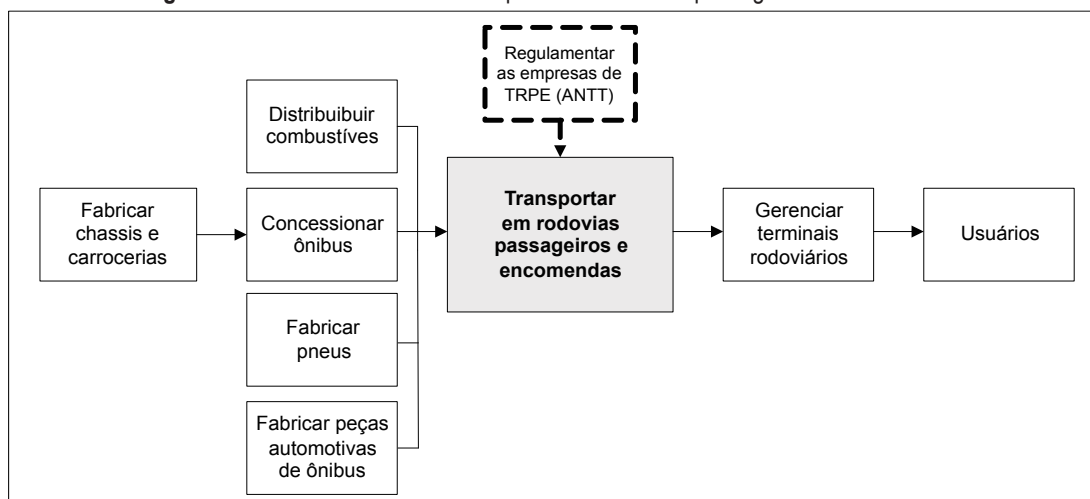 Regulamentar
as empresas de
TRPE (ANTT)
Distribuibuir
combustíves
Fabricar
chassis e
carrocerias
Concessionar
ônibus
Transportar
em rodovias
passageiros e
encomendas
Gerenciar
terminais
rodoviários
Usuários
Fabricar
pneus
Fabricar peças
automotivas
de ônibus